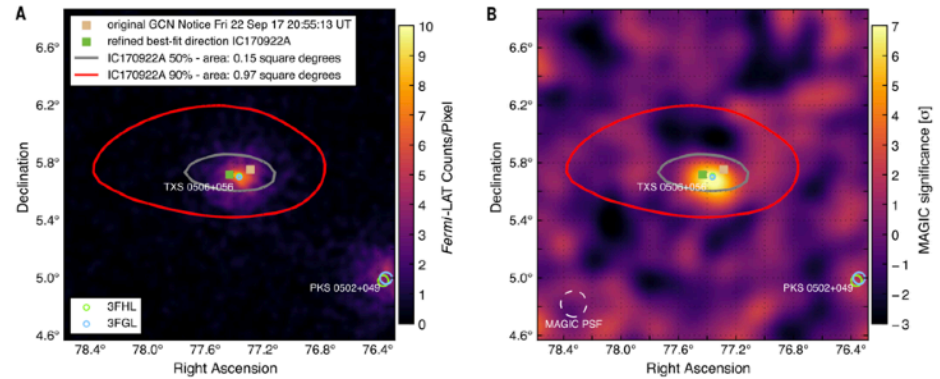 A
original GCN Notice Fri 22 Sep 17 20:55:13 UT
refined best-fit direction IC170922A
IC170922A 50% - area: 0.15 square degrees
IC170922A 90% - area: 0.97 square degrees
6.6°
6.2°
5.8°
5.4°
5.0°
4.6°
Declination
TXS 0506+056
PKS 0502+049
3FHL
3FGL
78.4°
78.0°
77.6°
77.2°
76.8°
76.4°
Right Ascension
10
9
8
7
6
5
4
3
2
1
0
Fermi-LAT Counts/Pixel
B
6.6°
6.2°
5.8°
5.4°
5.0°
4.6°
Declination
TXS 0506+056
PKS 0502+049
MAGIC PSF
78.4°
78.0°
77.6°
77.2°
76.8°
76.4°
Right Ascension
7
6
5
4
3
2
1
0
−1
−2
−3
MAGIC significance [σ]